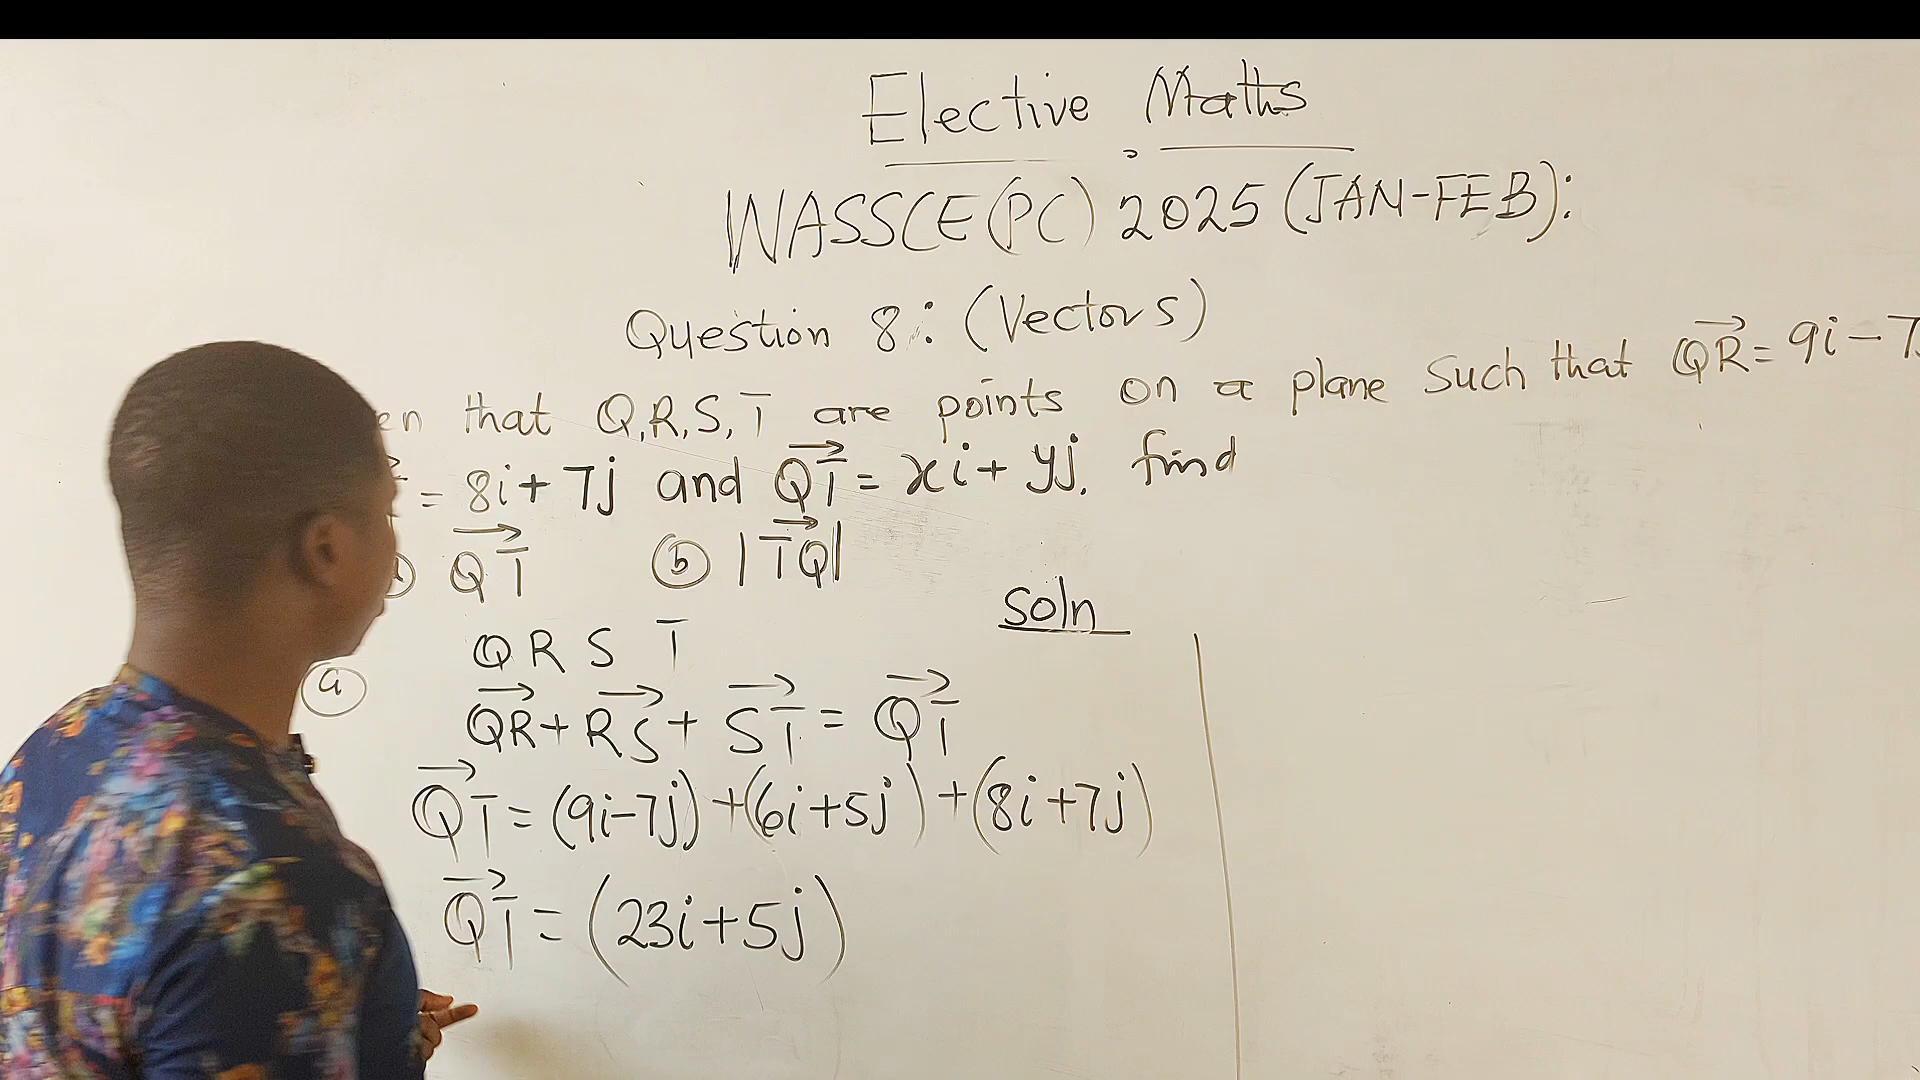 Elective Maths
WASSCE(PC) 2025 (JAN-FEB):
Question 8: (Vectors)
en that Q,R,S,T are points on a plane such that QR = 9i - 7
= 8i + 7j and QT = xi + yj. find
QT (b) |TQ|
Soln
(a) Q R S T
QR + RS + ST = QT
QT = (9i-7j) + (6i+5j) + (8i+7j)
QT = (23i+5j)